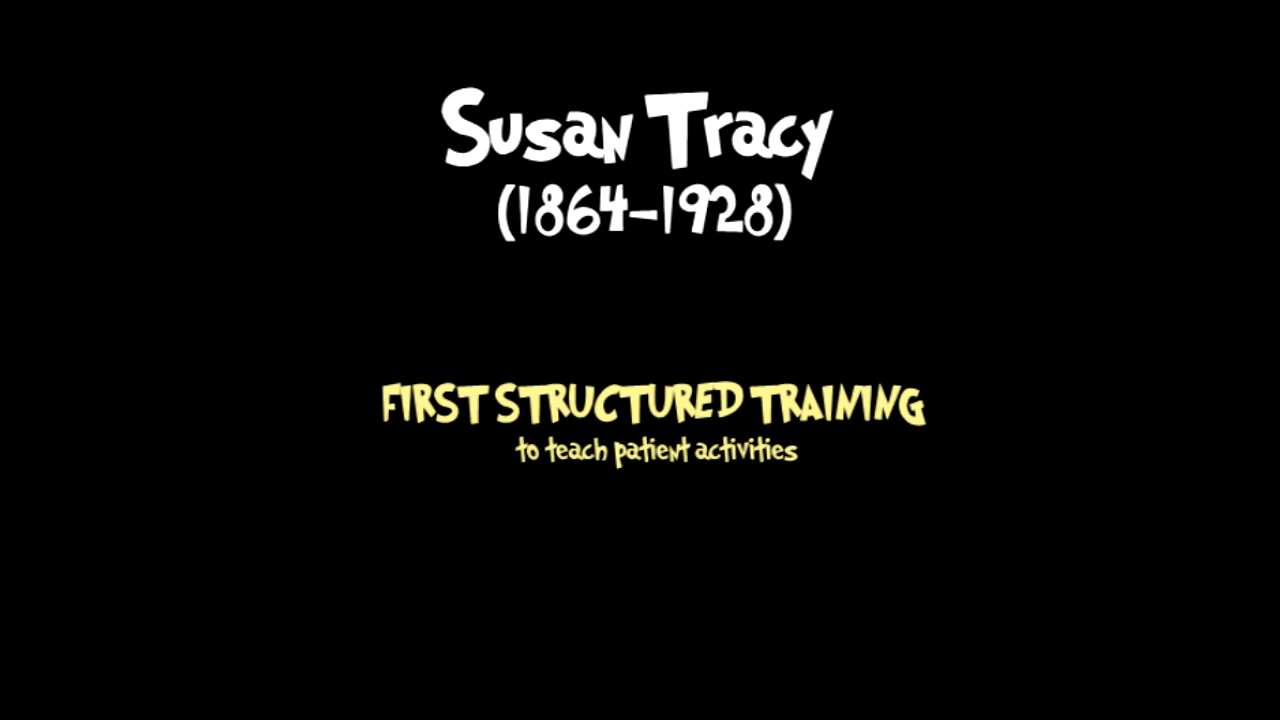 Susan Tracy
(1864-1928)
FIRST STRUCTURED TRAINING
to teach patient activities